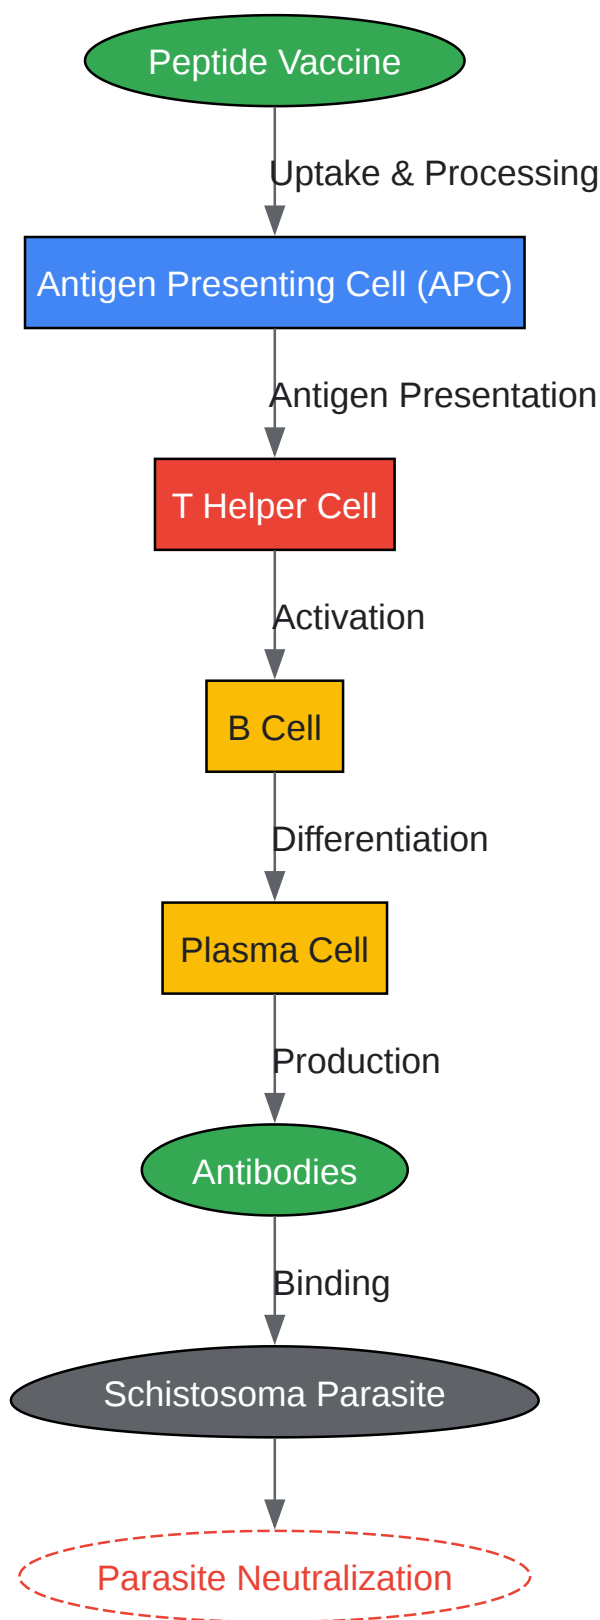 Peptide Vaccine
Uptake & Processing
Antigen Presenting Cell (APC)
Antigen Presentation
T Helper Cell
Activation
B Cell
Differentiation
Plasma Cell
Production
Antibodies
Binding
Schistosoma Parasite
Parasite Neutralization